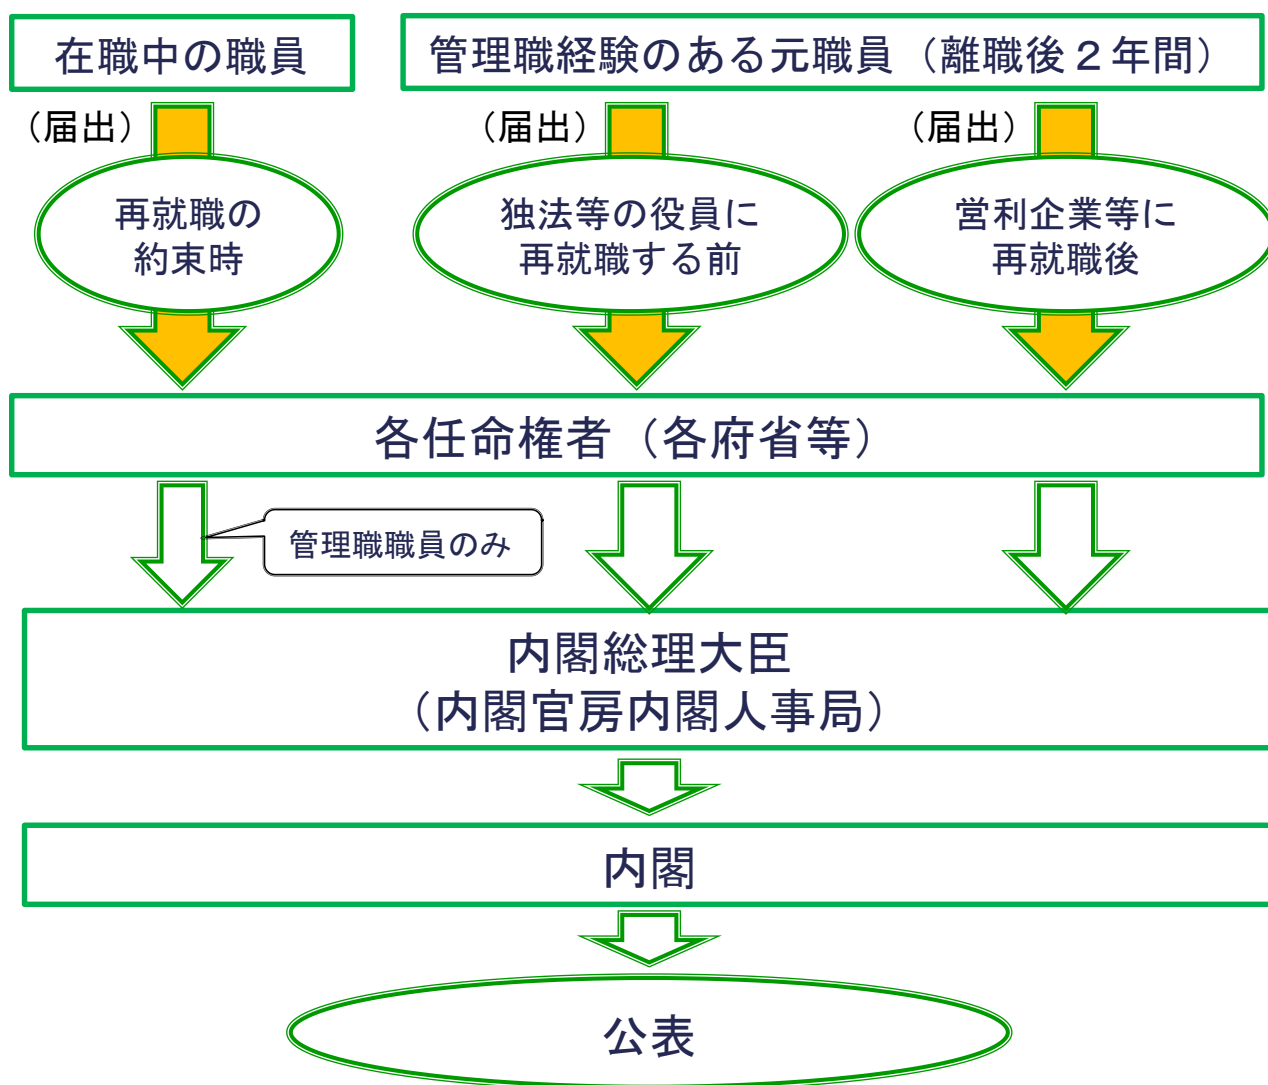 在職中の職員
管理職経験のある元職員（離職後２年間）
（届出）
（届出）
（届出）
再就職の
約束時
独法等の役員に
再就職する前
営利企業等に
再就職後
各任命権者（各府省等）
管理職職員のみ
内閣総理大臣
（内閣官房内閣人事局）
内閣
公表